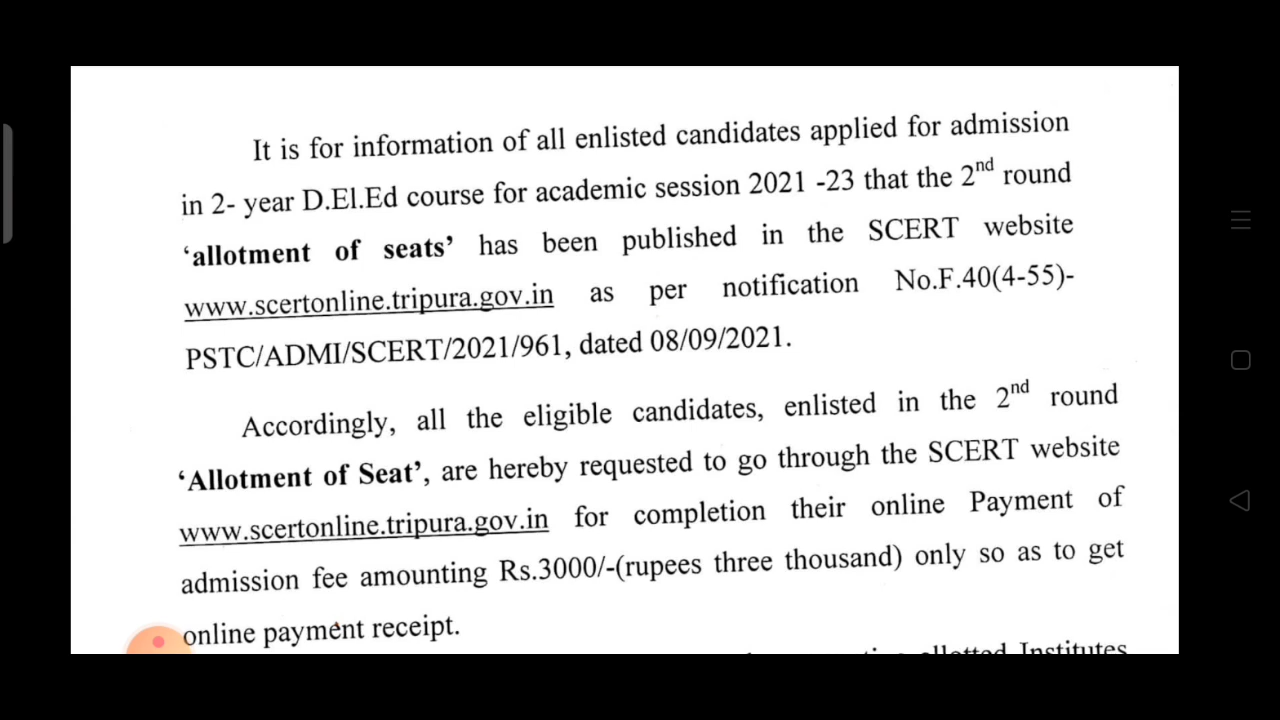 It is for information of all enlisted candidates applied for admission
in 2- year D.El.Ed course for academic session 2021 -23 that the 2nd round
‘allotment of seats’ has been published in the SCERT website
www.scertonline.tripura.gov.in as per notification No.F.40(4-55)-
PSTC/ADMI/SCERT/2021/961, dated 08/09/2021.
Accordingly, all the eligible candidates, enlisted in the 2nd round
‘Allotment of Seat’, are hereby requested to go through the SCERT website
www.scertonline.tripura.gov.in for completion their online Payment of
admission fee amounting Rs.3000/-(rupees three thousand) only so as to get
online payment receipt.
allotted Institutes